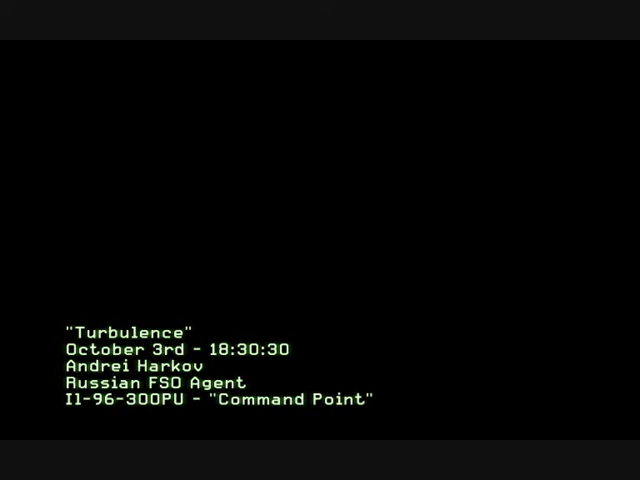 "Turbulence"
October 3rd - 18:30:30
Andrei Harkov
Russian FSO Agent
Il-96-300PU - "Command Point"